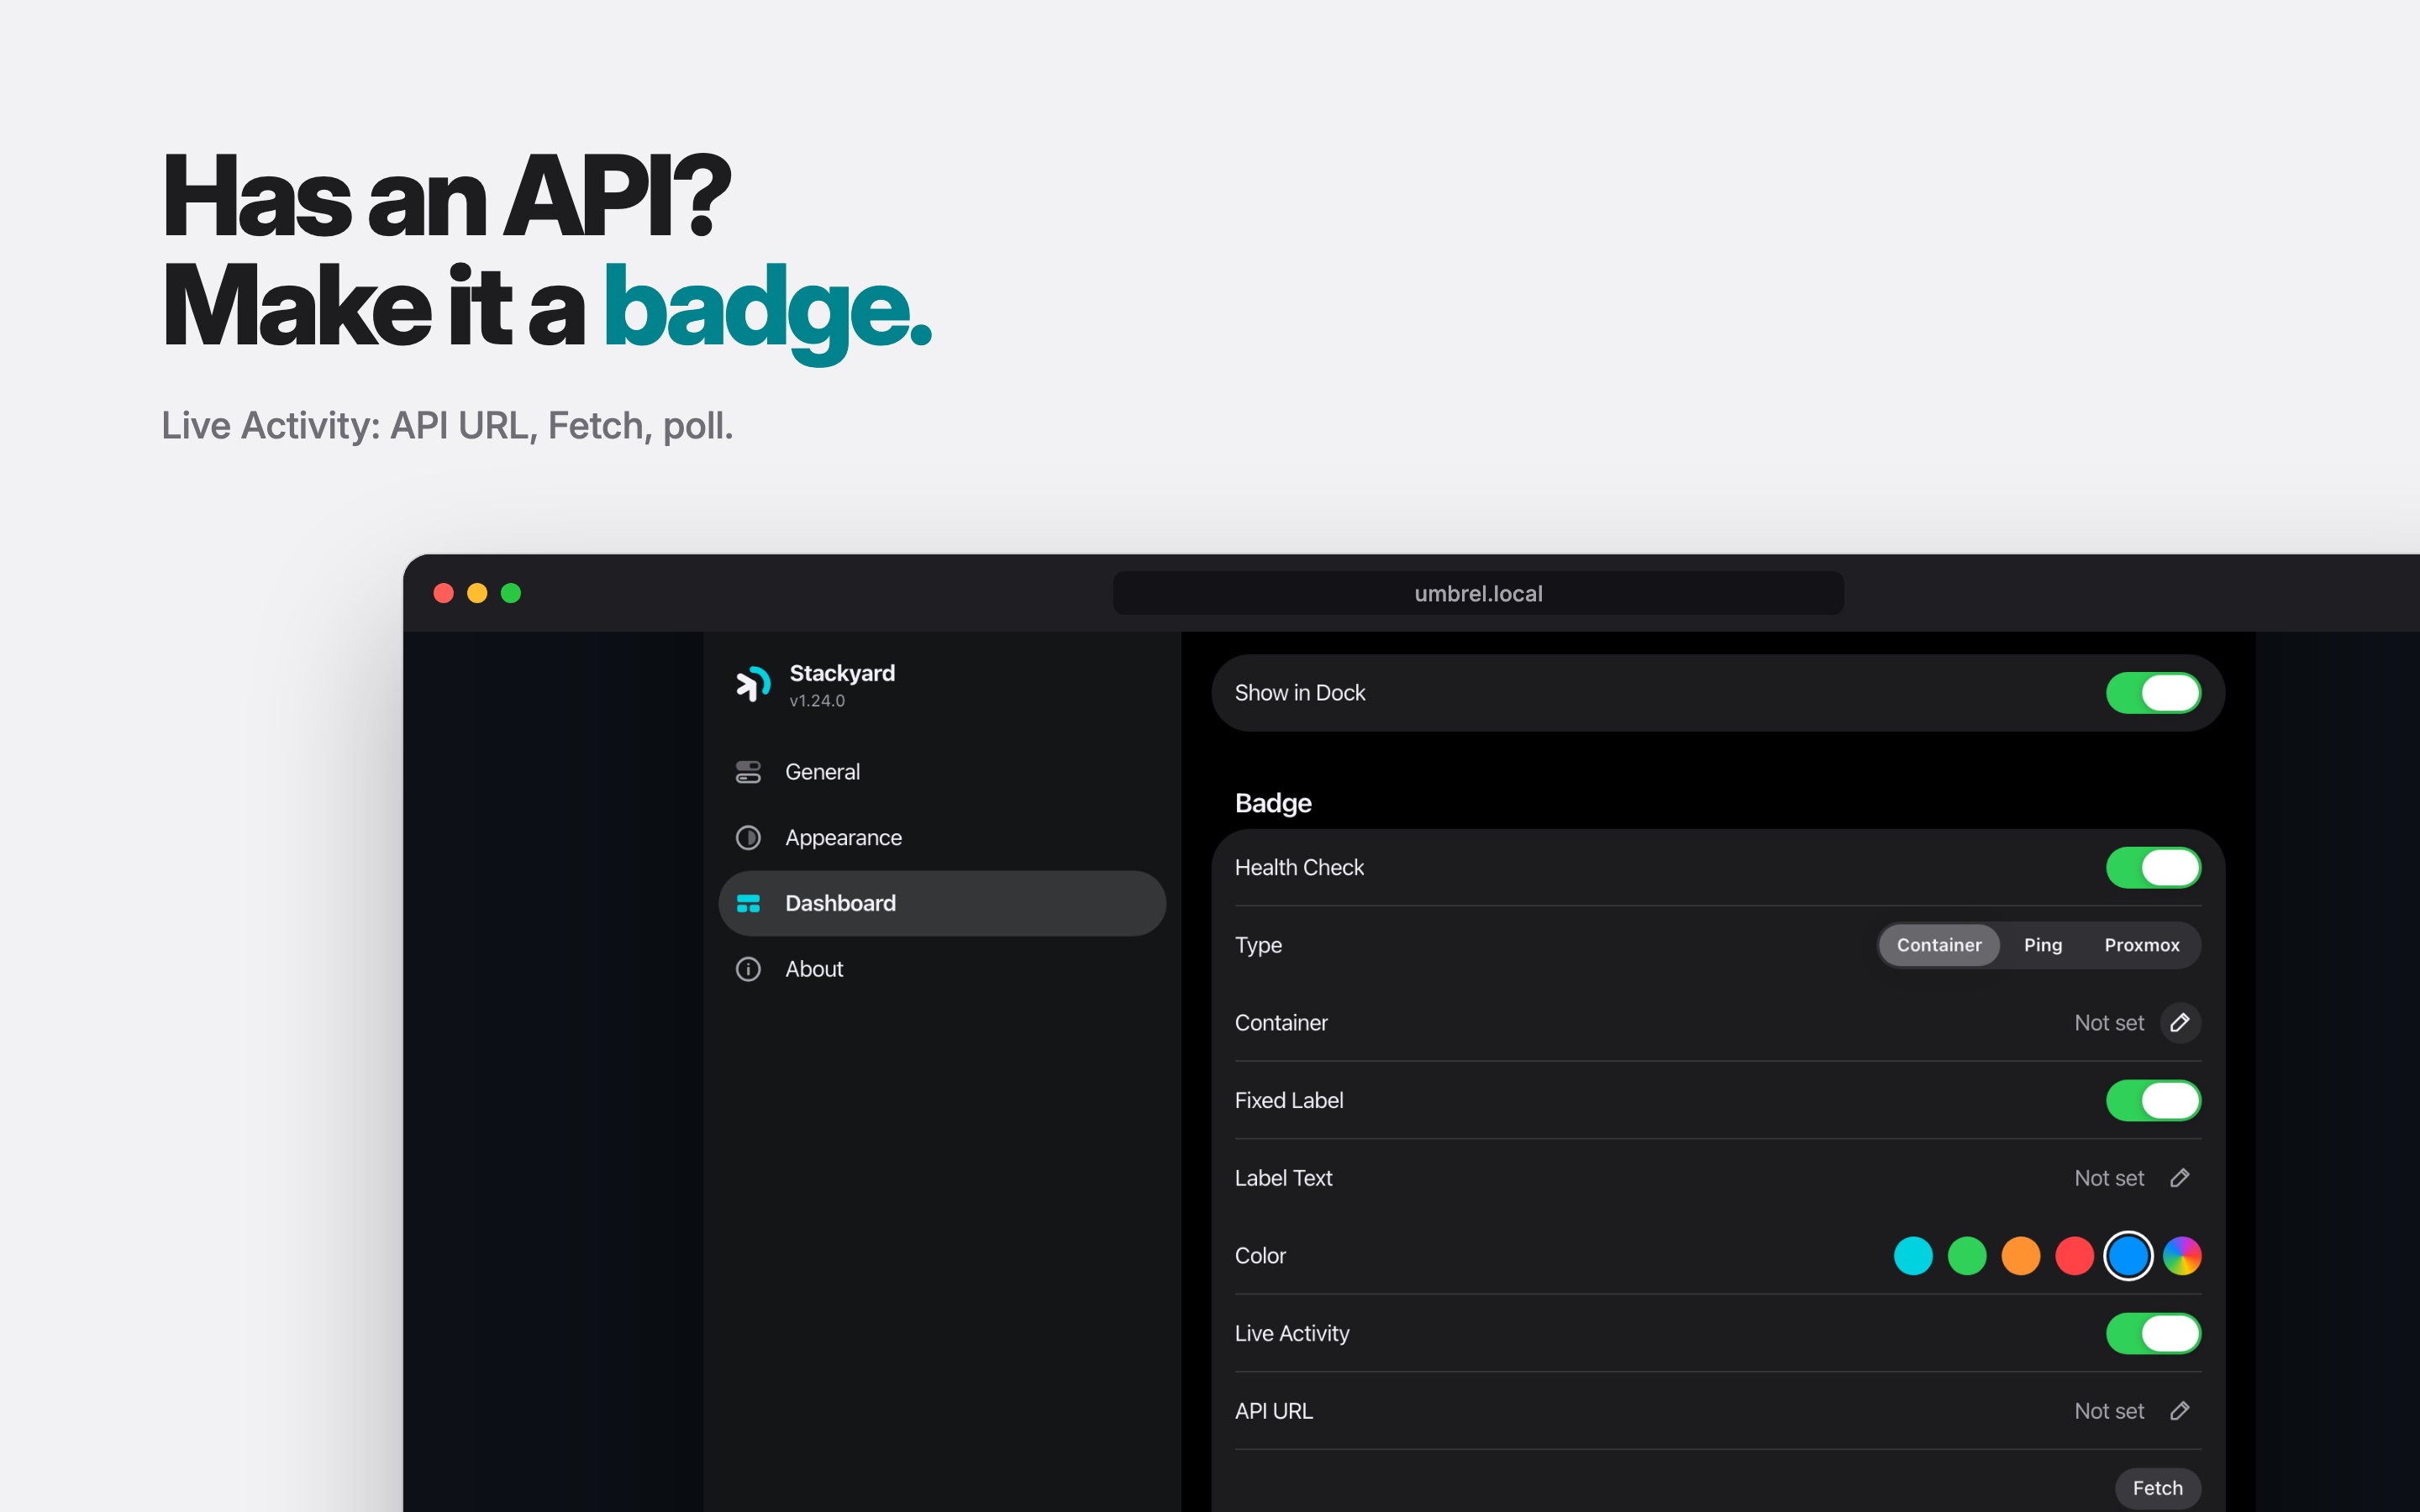 Has an API?
Make it a badge.
Live Activity: API URL, Fetch, poll.
umbrel.local
Stackyard
v1.24.0
General
Appearance
Dashboard
About
Show in Dock
Badge
Health Check
Type
Container Ping Proxmox
Container
Not set
Fixed Label
Label Text
Not set
Color
Live Activity
API URL
Not set
Fetch